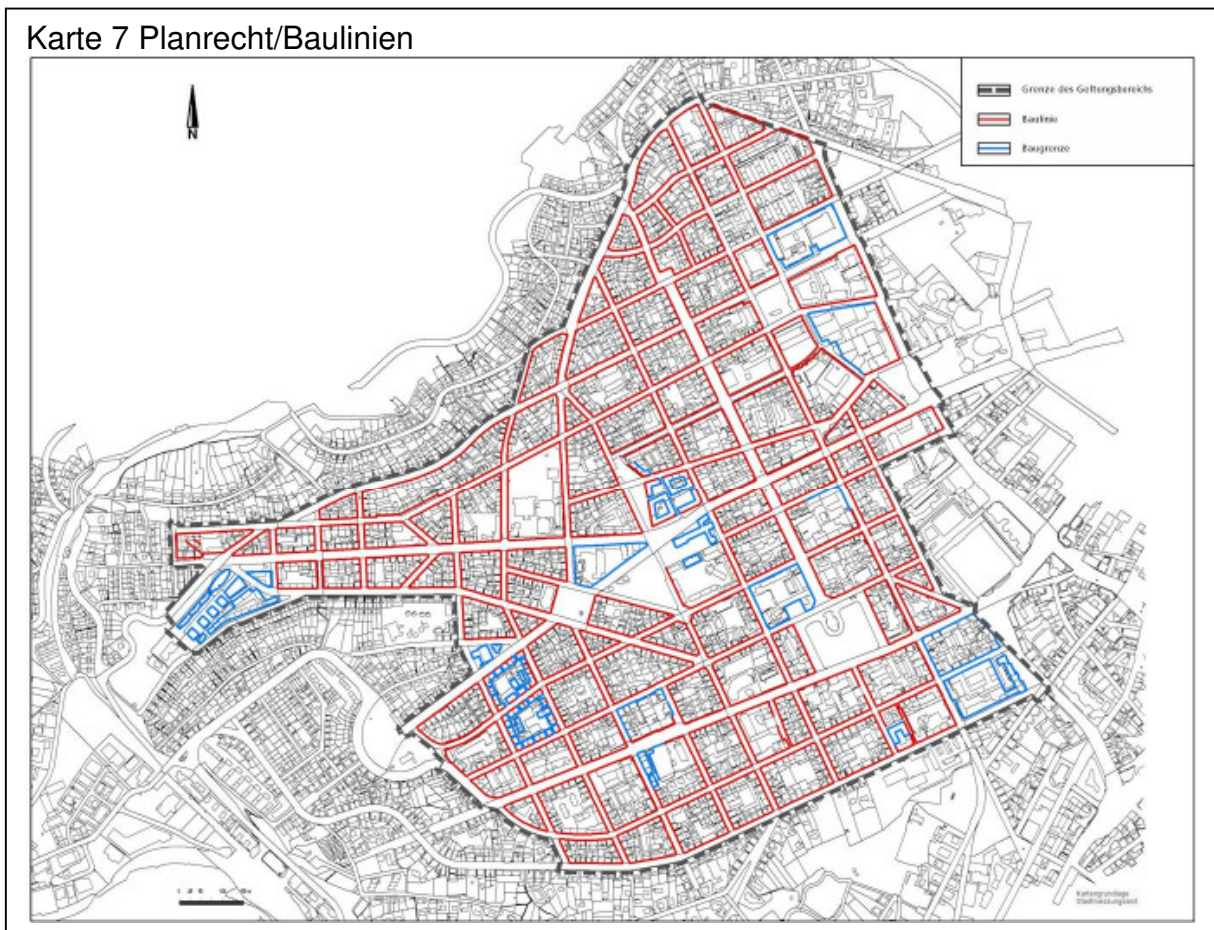 Karte 7 Planrecht/Baulinien
N
Grenze des Geltungsbereichs
Baulinie
Baugrenze
Kartengrundlage
Stadtmessungsamt